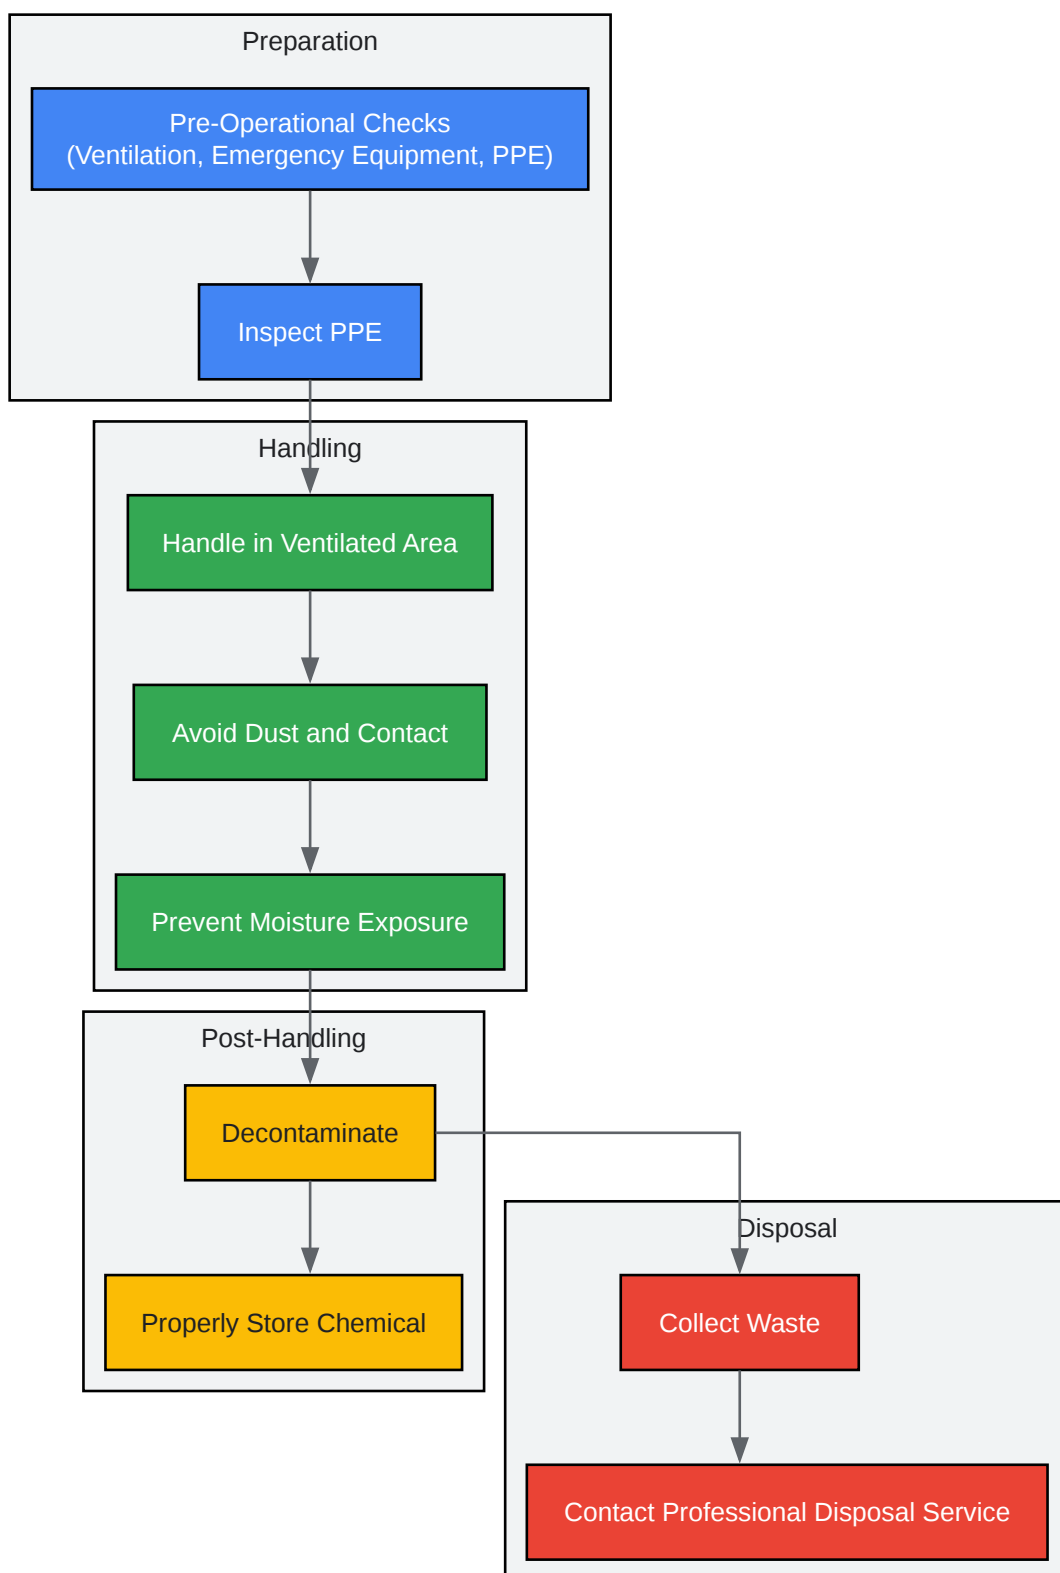 Preparation
Pre-Operational Checks
(Ventilation, Emergency Equipment, PPE)
Inspect PPE
Handling
Handle in Ventilated Area
Avoid Dust and Contact
Prevent Moisture Exposure
Post-Handling
Decontaminate
Properly Store Chemical
Disposal
Collect Waste
Contact Professional Disposal Service